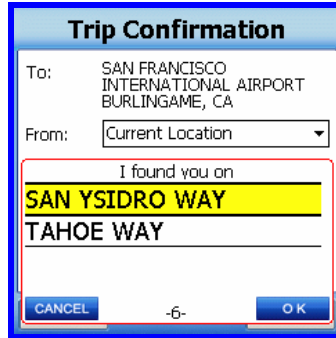 Trip Confirmation
To: SAN FRANCISCO
INTERNATIONAL AIRPORT
BURLINGAME, CA
From: Current Location
I found you on
SAN YSIDRO WAY
TAHOE WAY
CANCEL -6- OK